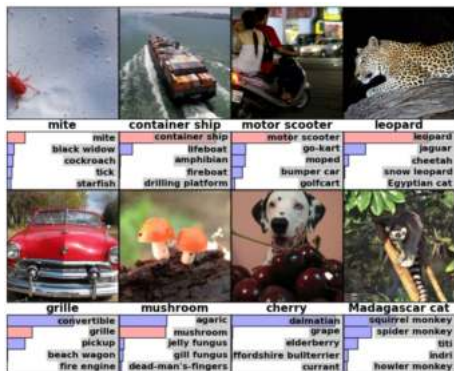 mite
container ship
motor scooter
leopard
mite
black widow
cockroach
tick
starfish
container ship
lifeboat
amphibian
fireboat
drilling platform
motor scooter
go-kart
moped
bumper car
golfcart
leopard
jaguar
cheetah
snow leopard
Egyptian cat
grille
mushroom
cherry
Madagascar cat
convertible
grille
pickup
beach wagon
fire engine
agaric
mushroom
jelly fungus
gill fungus
dead-man's-fingers
dalmatian
grape
elderberry
ffordshire bullterrier
currant
squirrel monkey
spider monkey
titi
indri
howler monkey